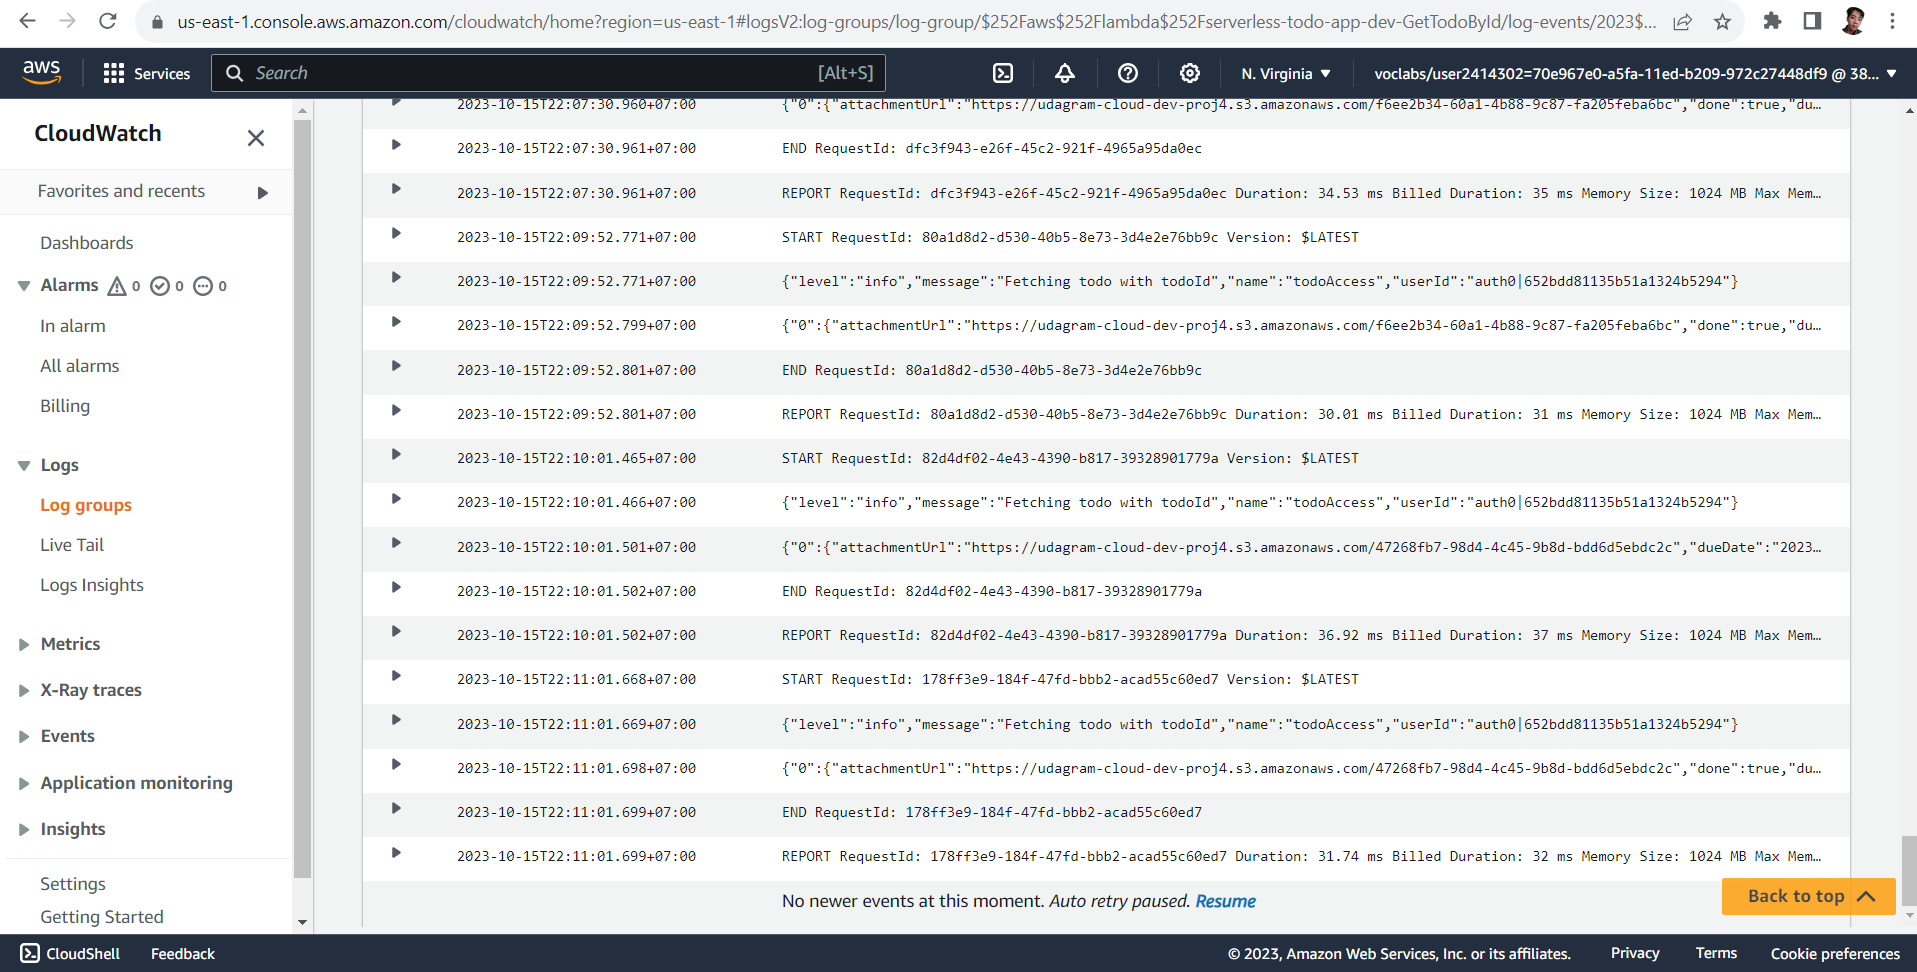 us-east-1.console.aws.amazon.com/cloudwatch/home?region=us-east-1#logsV2:log-groups/log-group/$252Faws$252Flambda$252Fserverless-todo-app-dev-GetTodoById/log-events/2023$...
aws
Services
Search
[Alt+S]
N. Virginia
voclabs/user2414302=70e967e0-a5fa-11ed-b209-972c27448df9 @ 38...
CloudWatch
Favorites and recents
Dashboards
Alarms 0 0 0
In alarm
All alarms
Billing
Logs
Log groups
Live Tail
Logs Insights
Metrics
X-Ray traces
Events
Application monitoring
Insights
Settings
Getting Started
2023-10-15T22:07:30.960+07:00 {"0":{"attachmentUrl":"https://udagram-cloud-dev-proj4.s3.amazonaws.com/f6ee2b34-60a1-4b88-9c87-fa205feba6bc","done":true,"du…
2023-10-15T22:07:30.961+07:00 END RequestId: dfc3f943-e26f-45c2-921f-4965a95da0ec
2023-10-15T22:07:30.961+07:00 REPORT RequestId: dfc3f943-e26f-45c2-921f-4965a95da0ec Duration: 34.53 ms Billed Duration: 35 ms Memory Size: 1024 MB Max Mem…
2023-10-15T22:09:52.771+07:00 START RequestId: 80a1d8d2-d530-40b5-8e73-3d4e2e76bb9c Version: $LATEST
2023-10-15T22:09:52.771+07:00 {"level":"info","message":"Fetching todo with todoId","name":"todoAccess","userId":"auth0|652bdd81135b51a1324b5294"}
2023-10-15T22:09:52.799+07:00 {"0":{"attachmentUrl":"https://udagram-cloud-dev-proj4.s3.amazonaws.com/f6ee2b34-60a1-4b88-9c87-fa205feba6bc","done":true,"du…
2023-10-15T22:09:52.801+07:00 END RequestId: 80a1d8d2-d530-40b5-8e73-3d4e2e76bb9c
2023-10-15T22:09:52.801+07:00 REPORT RequestId: 80a1d8d2-d530-40b5-8e73-3d4e2e76bb9c Duration: 30.01 ms Billed Duration: 31 ms Memory Size: 1024 MB Max Mem…
2023-10-15T22:10:01.465+07:00 START RequestId: 82d4df02-4e43-4390-b817-39328901779a Version: $LATEST
2023-10-15T22:10:01.466+07:00 {"level":"info","message":"Fetching todo with todoId","name":"todoAccess","userId":"auth0|652bdd81135b51a1324b5294"}
2023-10-15T22:10:01.501+07:00 {"0":{"attachmentUrl":"https://udagram-cloud-dev-proj4.s3.amazonaws.com/47268fb7-98d4-4c45-9b8d-bdd6d5ebdc2c","dueDate":"2023…
2023-10-15T22:10:01.502+07:00 END RequestId: 82d4df02-4e43-4390-b817-39328901779a
2023-10-15T22:10:01.502+07:00 REPORT RequestId: 82d4df02-4e43-4390-b817-39328901779a Duration: 36.92 ms Billed Duration: 37 ms Memory Size: 1024 MB Max Mem…
2023-10-15T22:11:01.668+07:00 START RequestId: 178ff3e9-184f-47fd-bbb2-acad55c60ed7 Version: $LATEST
2023-10-15T22:11:01.669+07:00 {"level":"info","message":"Fetching todo with todoId","name":"todoAccess","userId":"auth0|652bdd81135b51a1324b5294"}
2023-10-15T22:11:01.698+07:00 {"0":{"attachmentUrl":"https://udagram-cloud-dev-proj4.s3.amazonaws.com/47268fb7-98d4-4c45-9b8d-bdd6d5ebdc2c","done":true,"du…
2023-10-15T22:11:01.699+07:00 END RequestId: 178ff3e9-184f-47fd-bbb2-acad55c60ed7
2023-10-15T22:11:01.699+07:00 REPORT RequestId: 178ff3e9-184f-47fd-bbb2-acad55c60ed7 Duration: 31.74 ms Billed Duration: 32 ms Memory Size: 1024 MB Max Mem…
No newer events at this moment. Auto retry paused. Resume
Back to top
CloudShell
Feedback
© 2023, Amazon Web Services, Inc. or its affiliates.
Privacy
Terms
Cookie preferences